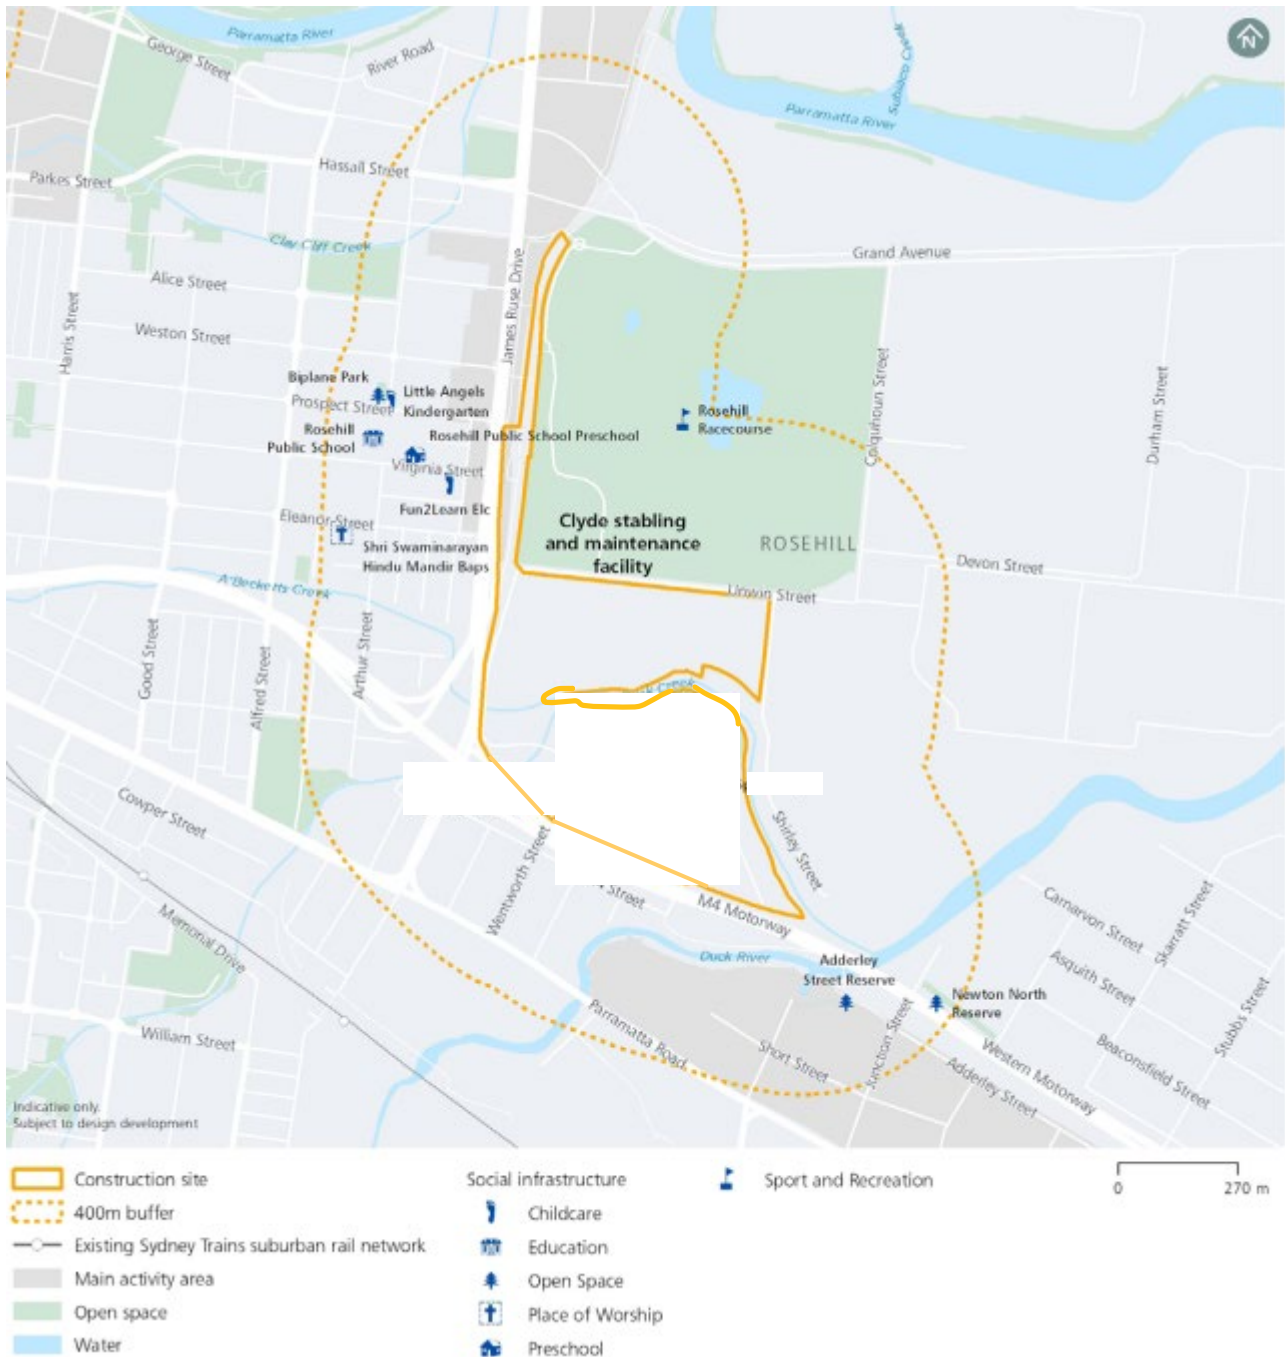 Parramatta River
George Street
River Road
Subiaco Creek
Parramatta River
Hassall Street
Parkes Street
Clay Cliff Creek
Grand Avenue
Alice Street
James Ruse Drive
Harris Street
Weston Street
Biplane Park
Little Angels
Kindergarten
Prospect Street
Rosehill
Public School
Rosehill Public School Preschool
Rosehill
Racecourse
Colquhoun Street
Durham Street
Virginia Street
Fun2Learn Elc
Eleanor Street
Shri Swaminarayan
Hindu Mandir Baps
Clyde stabling
and maintenance
facility
ROSEHILL
Devon Street
Unwin Street
A'Becketts Creek
Good Street
Alfred Street
Arthur Street
Creek
Cowper Street
Wentworth Street
Shirley Street
Street
M4 Motorway
Carnarvon Street
Skarratt Street
Memorial Drive
Duck River
Adderley
Street Reserve
Asquith Street
Newton North
Reserve
Stubbs Street
William Street
Parramatta Road
Short Street
Junction Street
Western Motorway
Adderley Street
Beaconsfield Street
Indicative only.
Subject to design development
N
Construction site
400m buffer
Existing Sydney Trains suburban rail network
Main activity area
Open space
Water
Social infrastructure
Childcare
Education
Open Space
Place of Worship
Preschool
Sport and Recreation
0 270 m